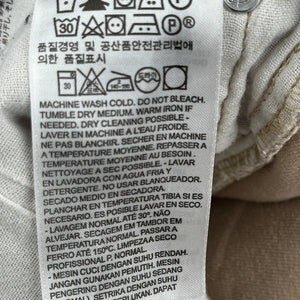 30
P
품질경영 및 공산품안전관리법에
의한 품질표시
30
MACHINE WASH COLD. DO NOT BLEACH.
TUMBLE DRY MEDIUM. WARM IRON IF
NEEDED. DRY CLEANING POSSIBLE -
LAVER EN MACHINE A L'EAU FROIDE.
NE PAS BLANCHIR. SECHER EN MACHINE
A TEMPERATURE MOYENNE. REPASSER A
TEMPERATURE MOYENNE AU BESOIN .
NETTOYAGE A SEC POSSIBLE - LAVAR
EN LAVADORA CON AGUA FRIA Y
DETERGENTE. NO USAR BLANQUEADOR.
SECADO MEDIO EN SECADORA.
PLANCHAR EN TEMPERATURA TIBIA SI ES
NECESARIO. ES POSIBLE LAVADO EN SECO.
- LAVAGEM NORMAL ATÉ 30º. NÃO
ALVEJAR. SECAGEM EM TAMBOR EM
TEMPERATURA NORMAL. PASSAR A
FERRO ATÉ 150ºC. LIMPEZA A SECO
PROFISSIONAL P, NORMAL.
- MESIN CUCI DENGAN SUHU RENDAH.
JANGAN GUNAKAN PEMUTIH. MESIN
PENGERING DENGAN SUHU SEDANG
SETRIKA DENGAN SUHU
DAPAT